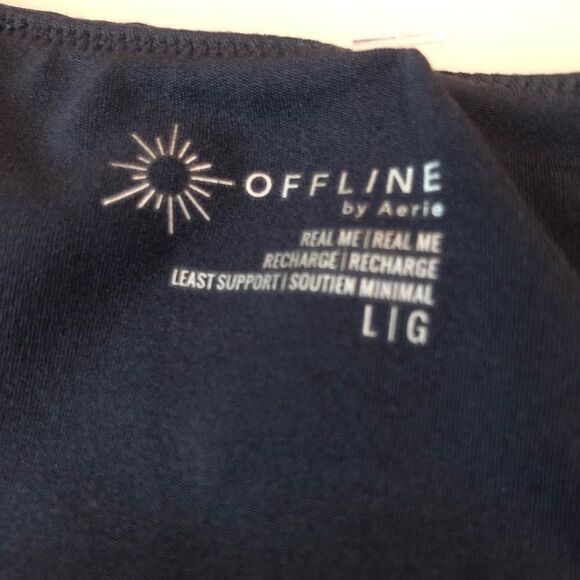 OFFLINE
by Aerie
REAL ME | REAL ME
RECHARGE | RECHARGE
LEAST SUPPORT | SOUTIEN MINIMAL
L|G